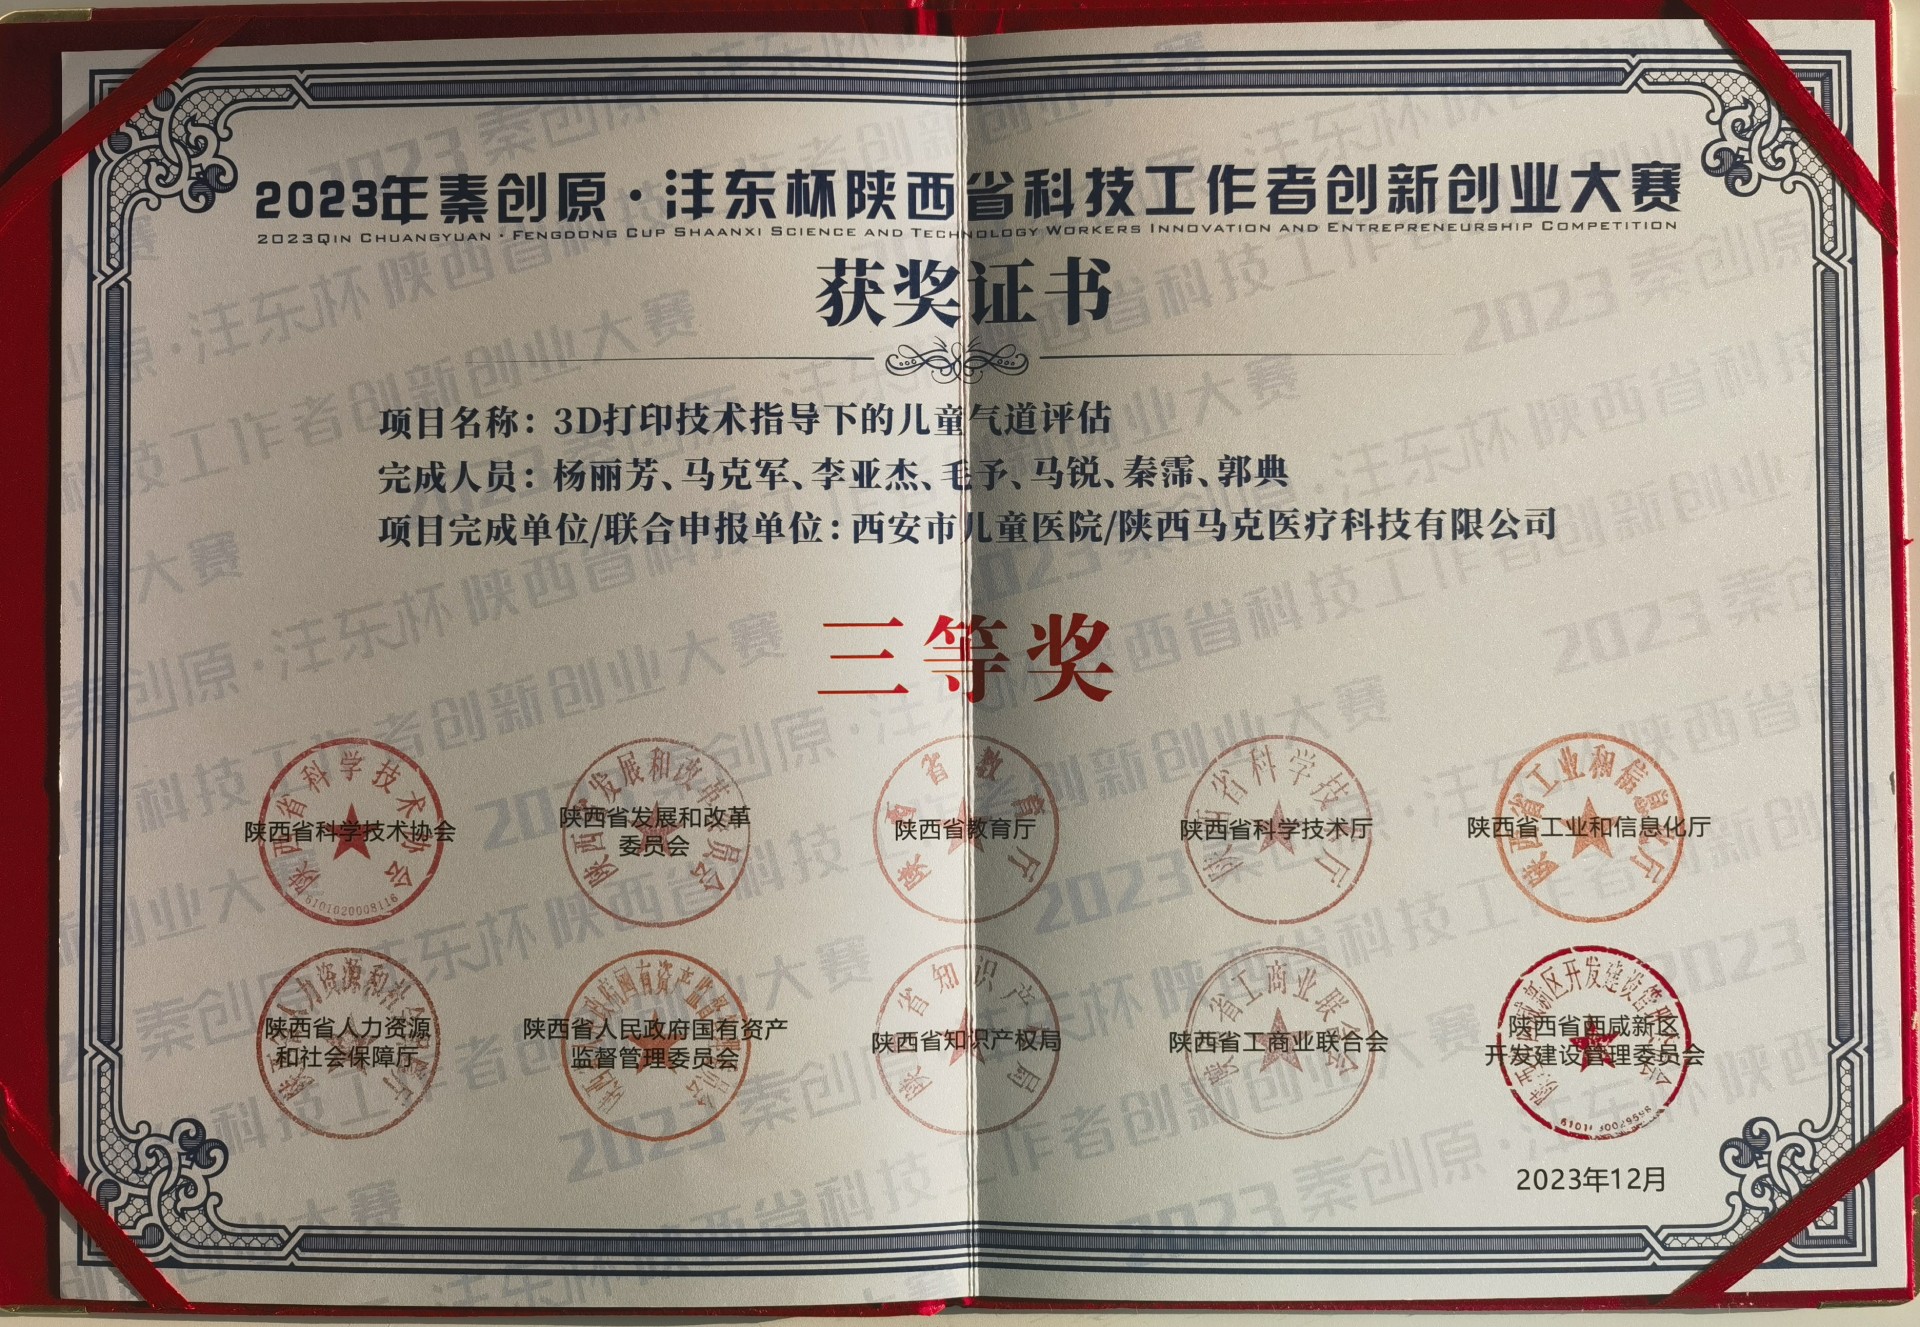 2023年秦创原·沣东杯陕西省科技工作者创新创业大赛
2023Qin Chuangyuan · Fengdong Cup Shaanxi Science and Technology Workers Innovation and Entrepreneurship Competition
获奖证书
项目名称：3D打印技术指导下的儿童气道评估
完成人员：杨丽芳、马克军、李亚杰、毛予、马锐、秦霈、郭典
项目完成单位/联合申报单位：西安市儿童医院/陕西马克医疗科技有限公司
三等奖
陕西省科学技术协会
6101020008116
陕西省发展和改革
委员会
陕西省教育厅
陕西省科学技术厅
陕西省工业和信息化厅
陕西省人力资源
和社会保障厅
陕西省人民政府国有资产
监督管理委员会
陕西省知识产权局
陕西省工商业联合会
陕西省西咸新区
开发建设管理委员会
2023年12月